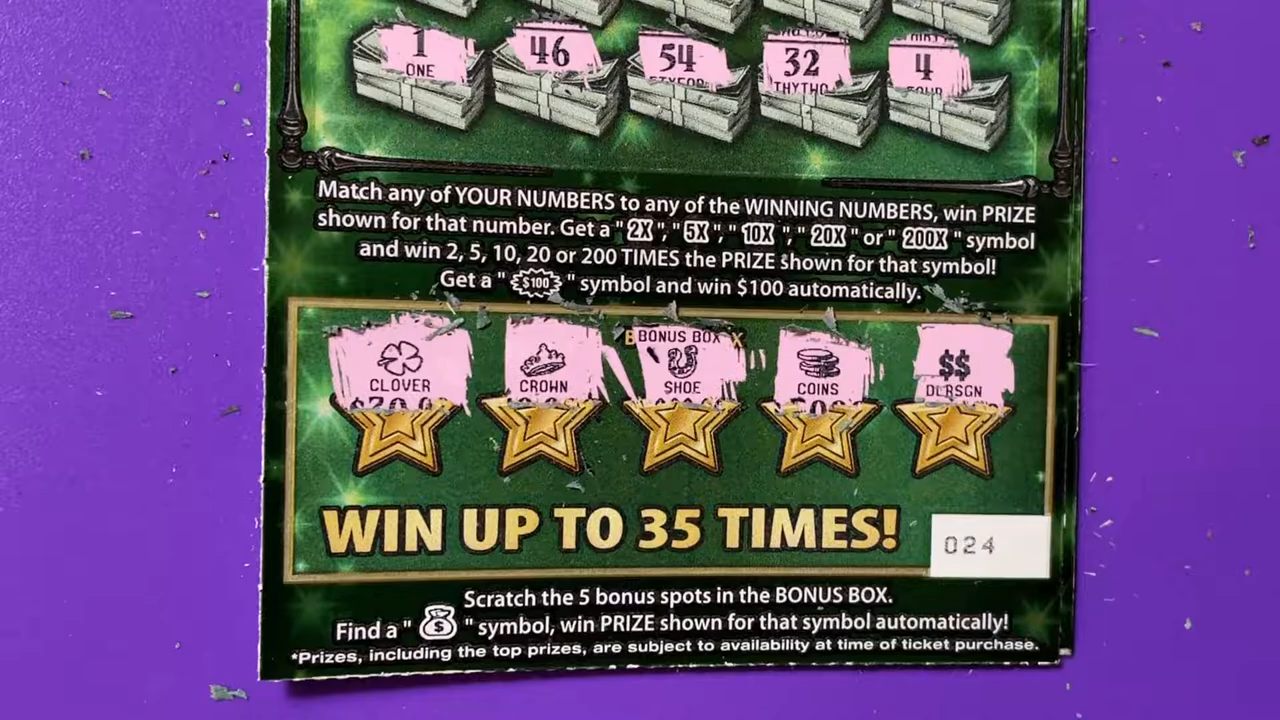 1 46 54 32 4
ONE THYTWO
Match any of YOUR NUMBERS to any of the WINNING NUMBERS, win PRIZE
shown for that number. Get a " 2X ", " 5X ", " 10X ", " 20X " or " 200X " symbol
and win 2, 5, 10, 20 or 200 TIMES the PRIZE shown for that symbol!
Get a " $100 " symbol and win $100 automatically.
BONUS BOX
$$
CLOVER CROWN SHOE COINS DLRSGN
WIN UP TO 35 TIMES!
024
Scratch the 5 bonus spots in the BONUS BOX.
Find a " $ " symbol, win PRIZE shown for that symbol automatically!
*Prizes, including the top prizes, are subject to availability at time of ticket purchase.